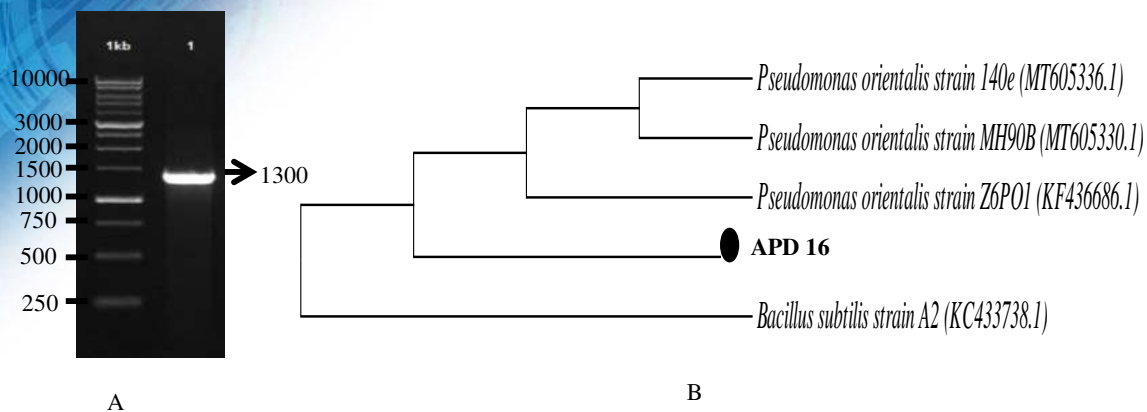 1kb 1
10000
3000
2000
1500
1300
1000
750
500
250
A
Pseudomonas orientalis strain 140e (MT605336.1)
Pseudomonas orientalis strain MH90B (MT605330.1)
Pseudomonas orientalis strain Z6PO1 (KF436686.1)
APD 16
Bacillus subtilis strain A2 (KC433738.1)
B